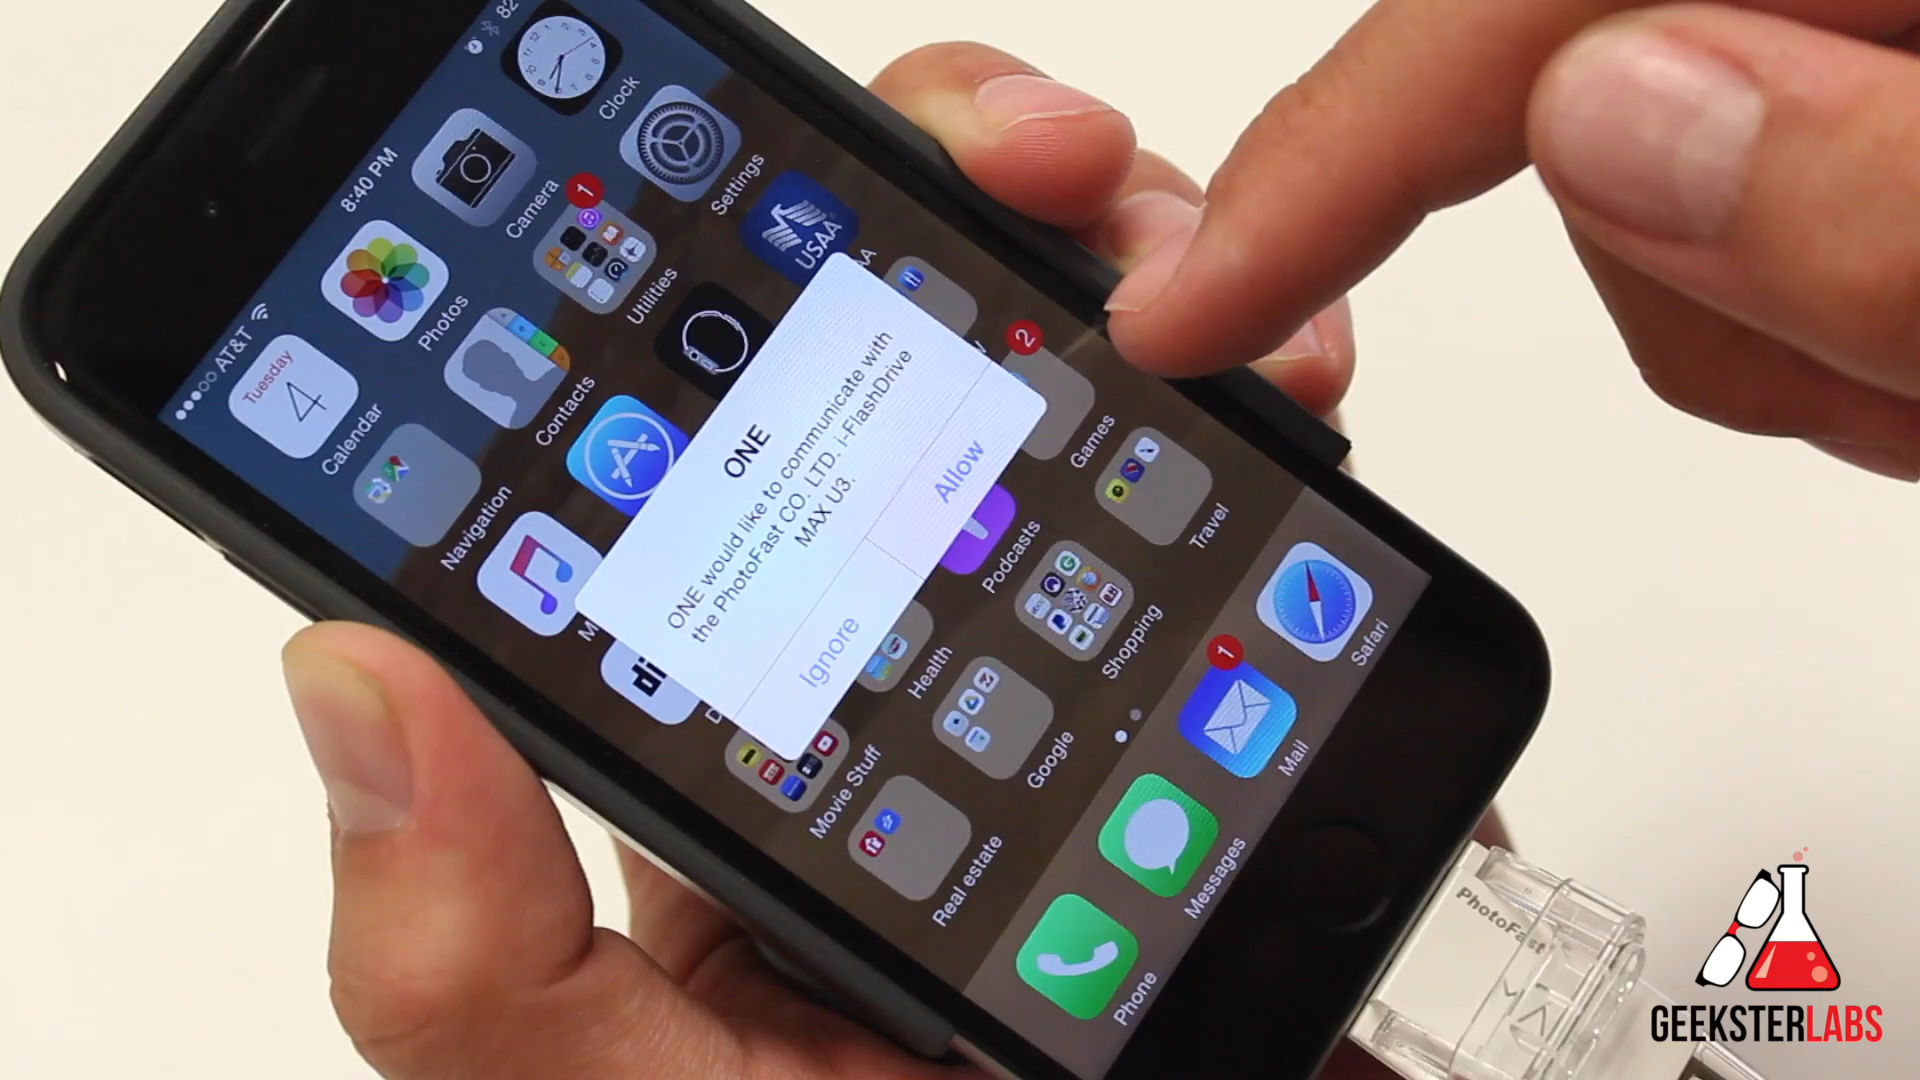 AT&T
8:40 PM
82
Tuesday
4
Calendar
Photos
Camera
Clock
Navigation
Contacts
1
Utilities
Settings
USAA
2
Games
Podcasts
Travel
Health
Shopping
Movie Stuff
Google
Real estate
ONE
ONE would like to communicate with
the PhotoFast CO. LTD. i-FlashDrive
MAX U3.
Ignore
Allow
Phone
Messages
1
Mail
Safari
PhotoFast
GEEKSTERLABS